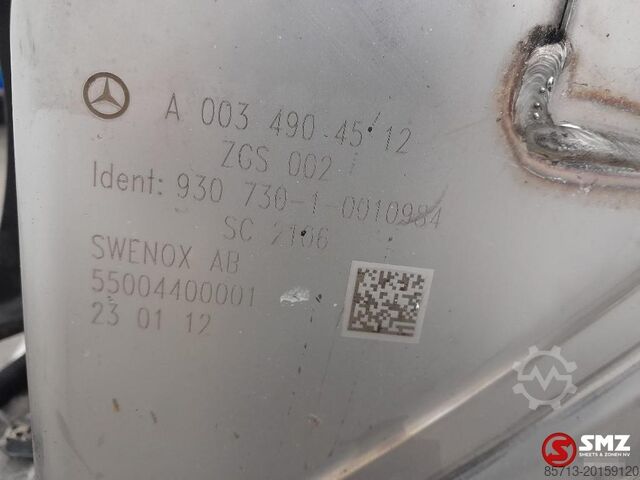 A 003 490 45 12
ZGS 002
Ident: 930 730-1-0010984
SC 2106
SWENOX AB
55004400001
23 01 12
SMZ
SMEETS & ZONEN NV
85713-20159120